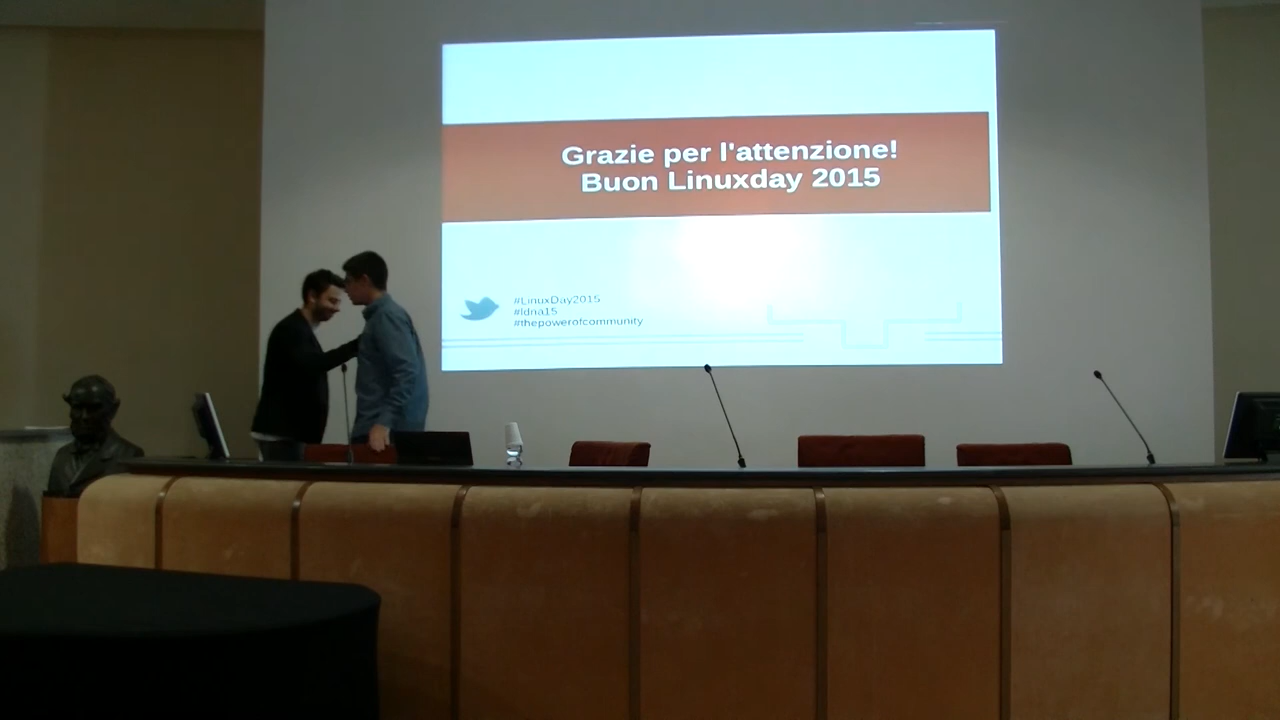 Grazie per l'attenzione!
Buon Linuxday 2015
#LinuxDay2015
#ldna15
#thepowerofcommunity